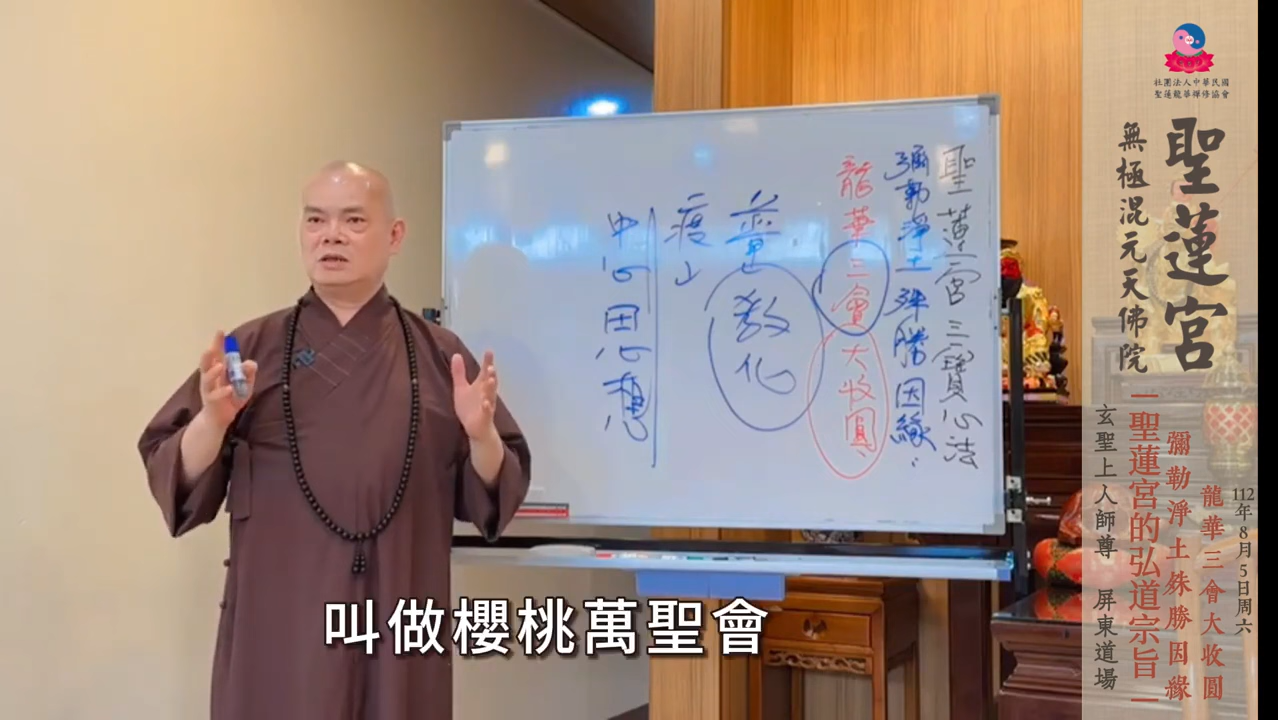 聖蓮宮三寶心法
彌勒淨土殊勝因緣.
龍華三會大收圓
靈山教化
中心思想
叫做櫻桃萬聖會
社團法人中華民國
聖蓮龍華禪修協會
聖蓮宮
無極混元天佛院
112年8月5日周六
龍華三會大收圓
彌勒淨土殊勝因緣
|聖蓮宮的弘道宗旨|
玄聖上人師尊 屏東道場